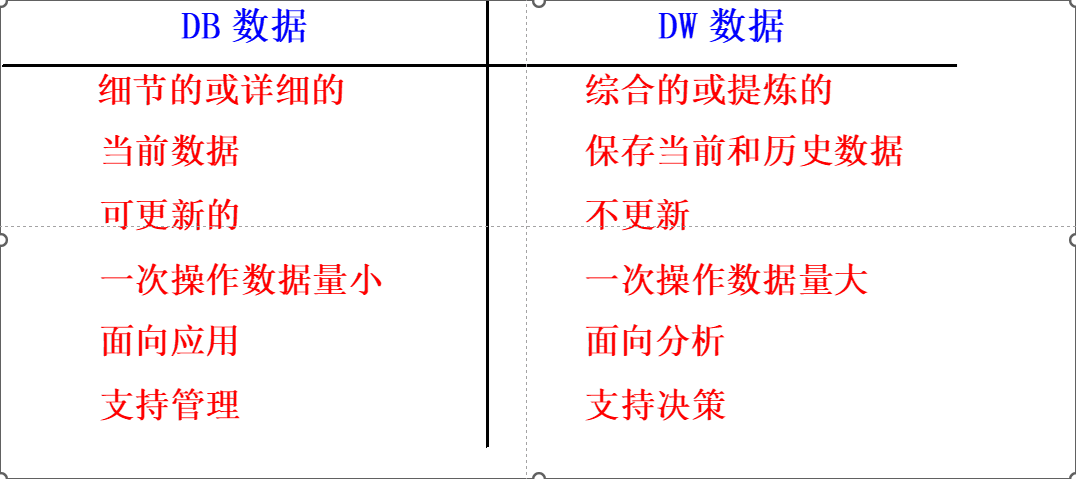 DB 数据 DW 数据
细节的或详细的 综合的或提炼的
当前数据 保存当前和历史数据
可更新的 不更新
一次操作数据量小 一次操作数据量大
面向应用 面向分析
支持管理 支持决策